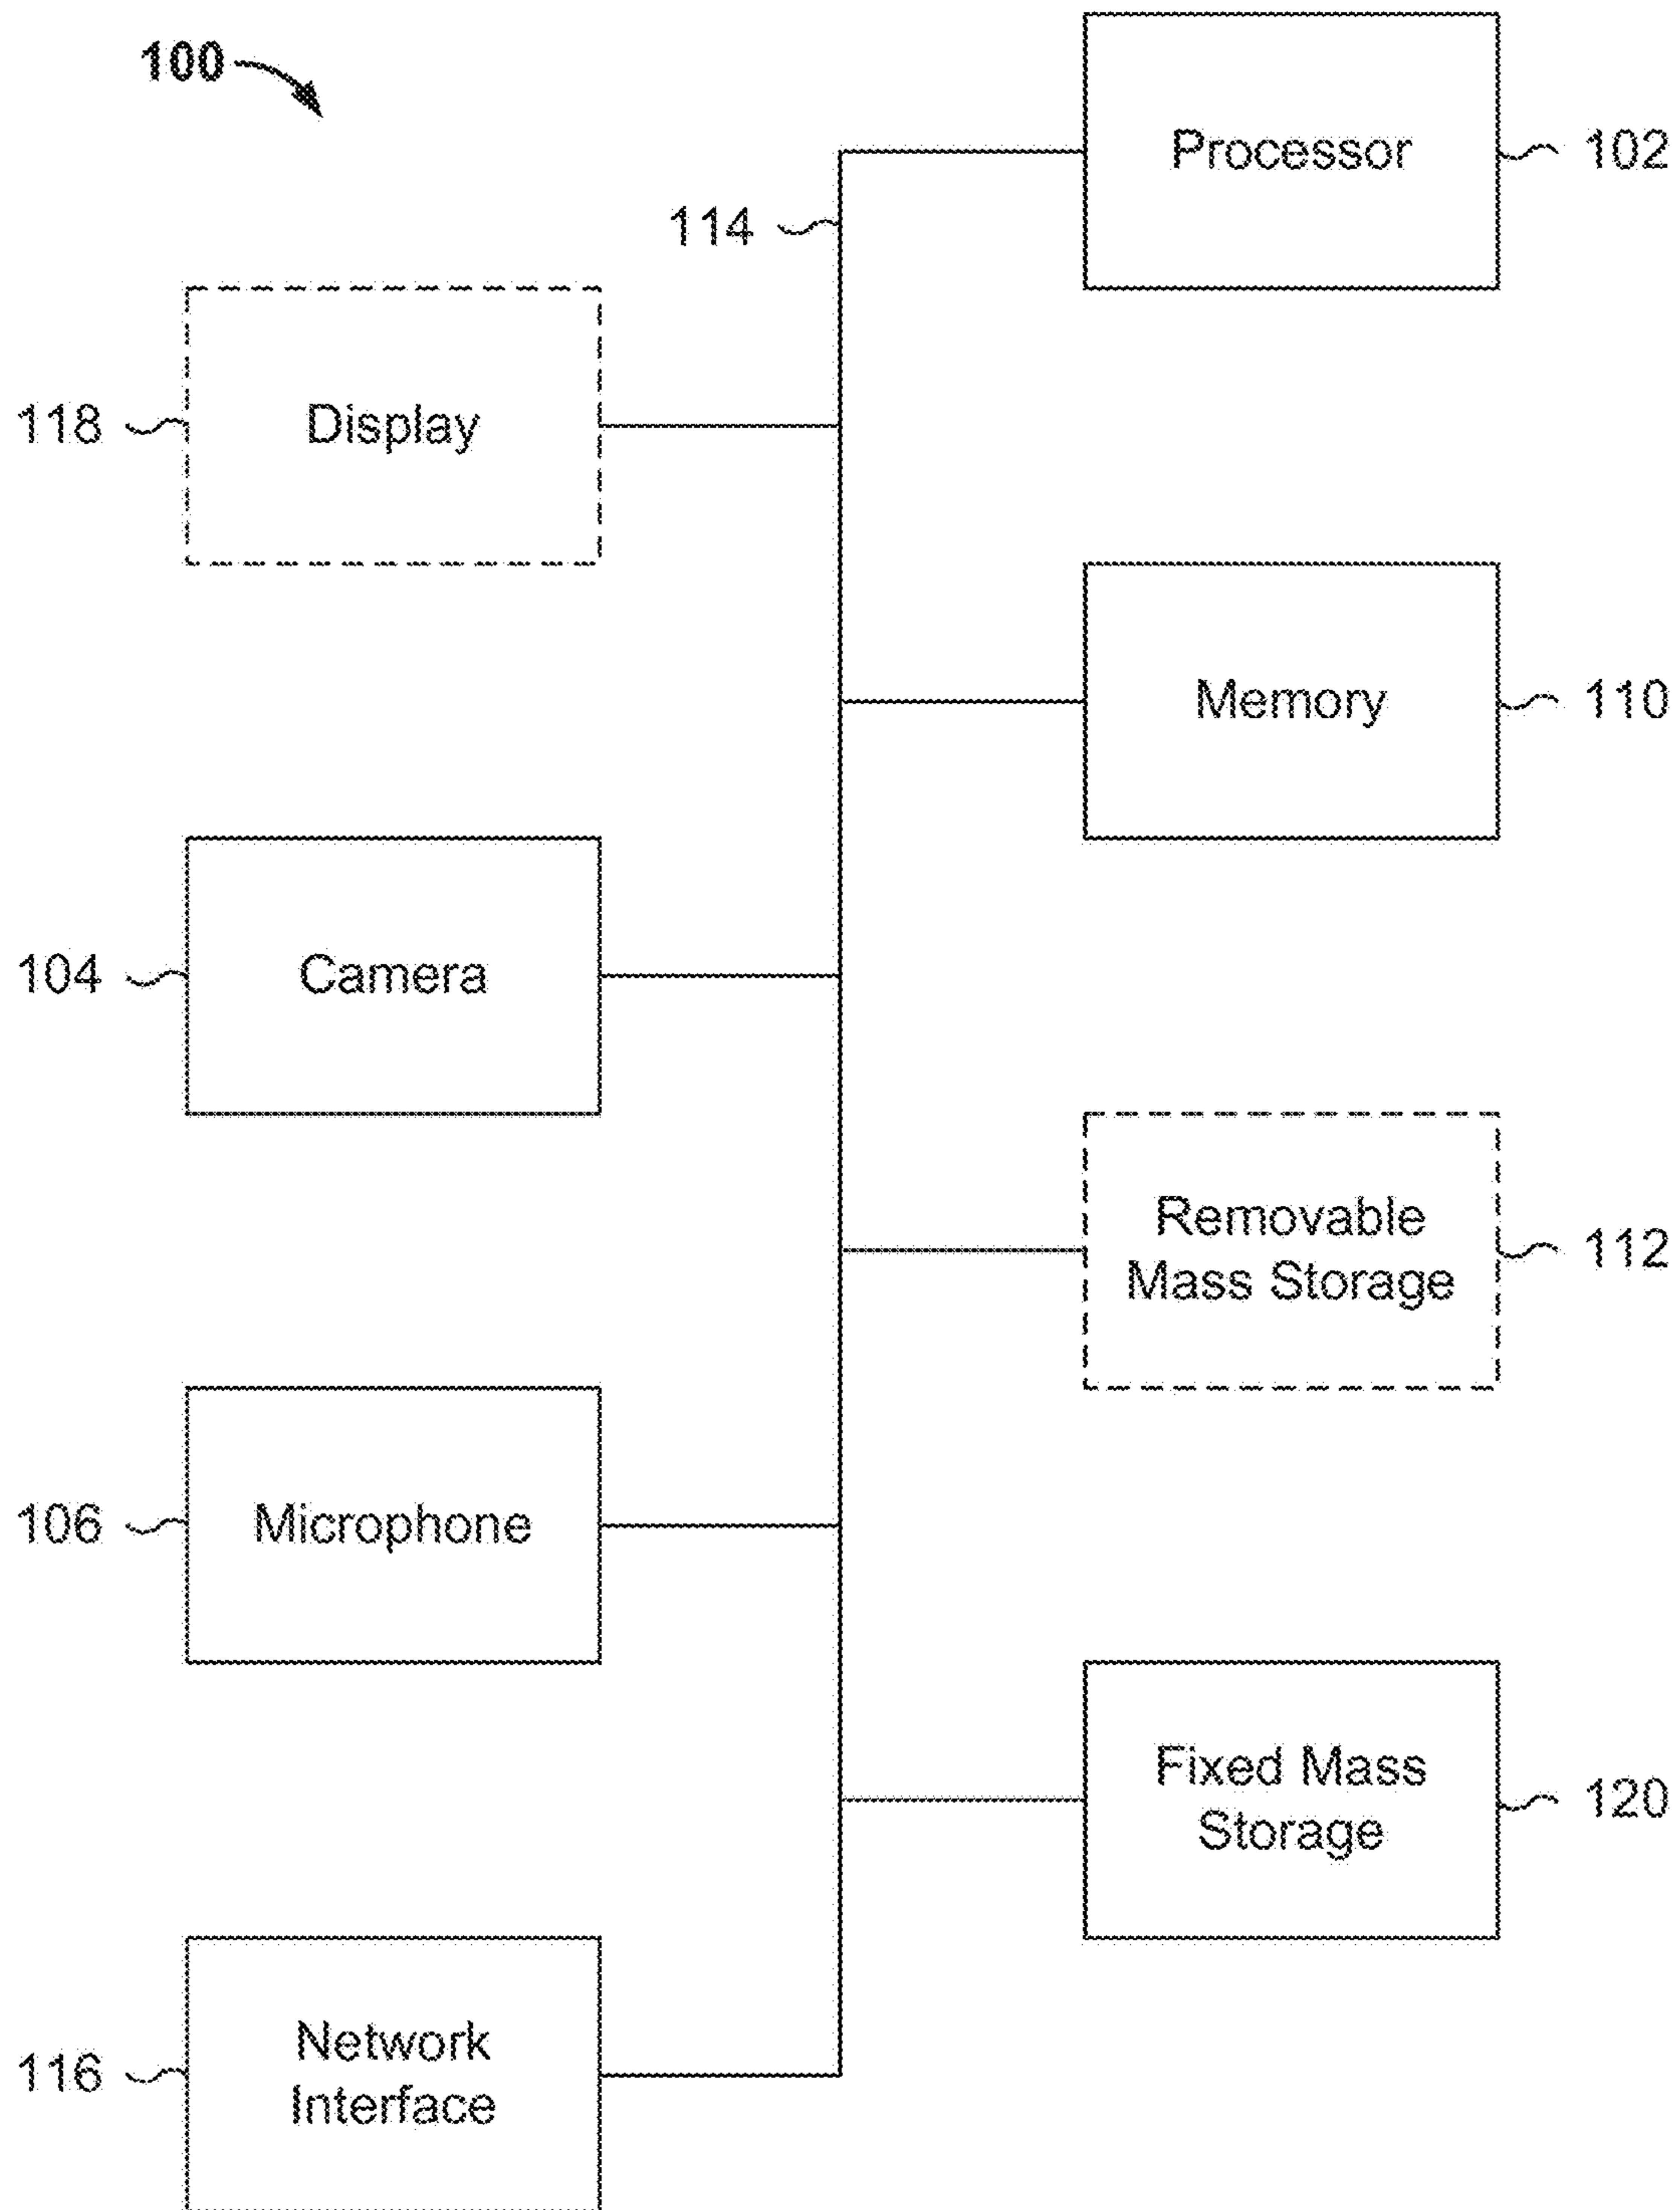 100
Processor
102
114
118
Display
Memory
110
104
Camera
Removable
Mass Storage
112
106
Microphone
Fixed Mass
Storage
120
116
Network
Interface